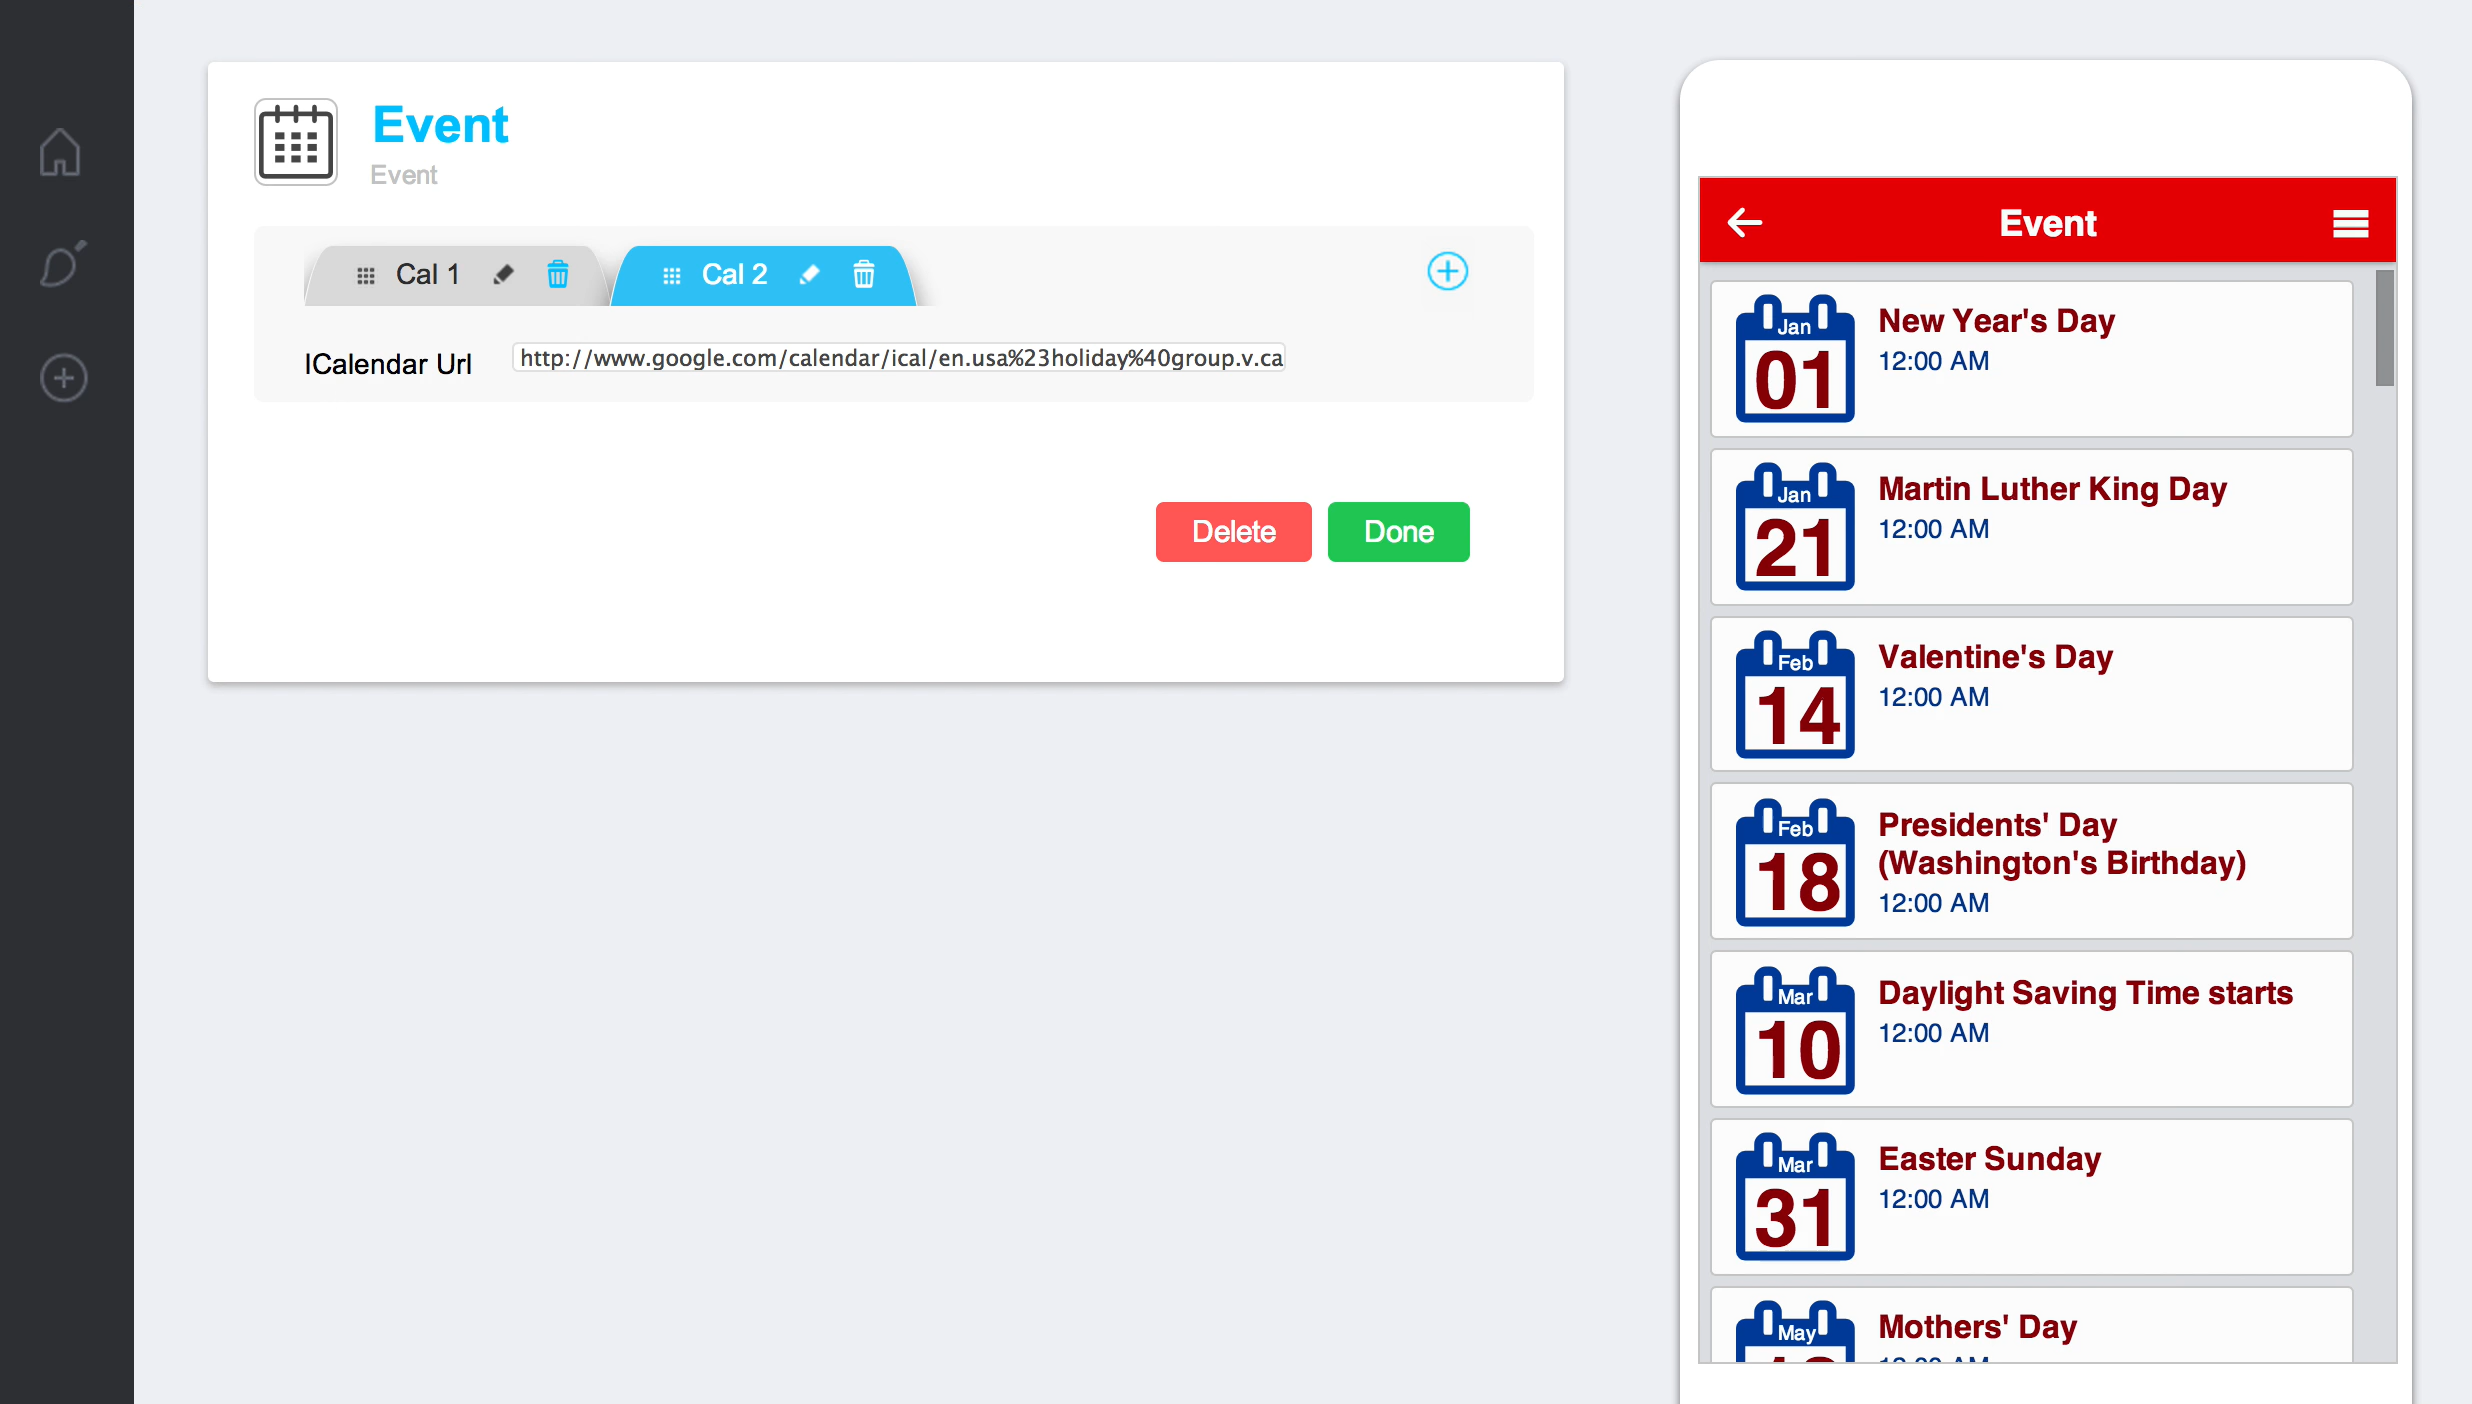 Event
Event
Cal 1
Cal 2
ICalendar Url
http://www.google.com/calendar/ical/en.usa%23holiday%40group.v.ca
Delete
Done
Event
Jan
01
New Year's Day
12:00 AM
Jan
21
Martin Luther King Day
12:00 AM
Feb
14
Valentine's Day
12:00 AM
Feb
18
Presidents' Day
(Washington's Birthday)
12:00 AM
Mar
10
Daylight Saving Time starts
12:00 AM
Mar
31
Easter Sunday
12:00 AM
May
Mothers' Day